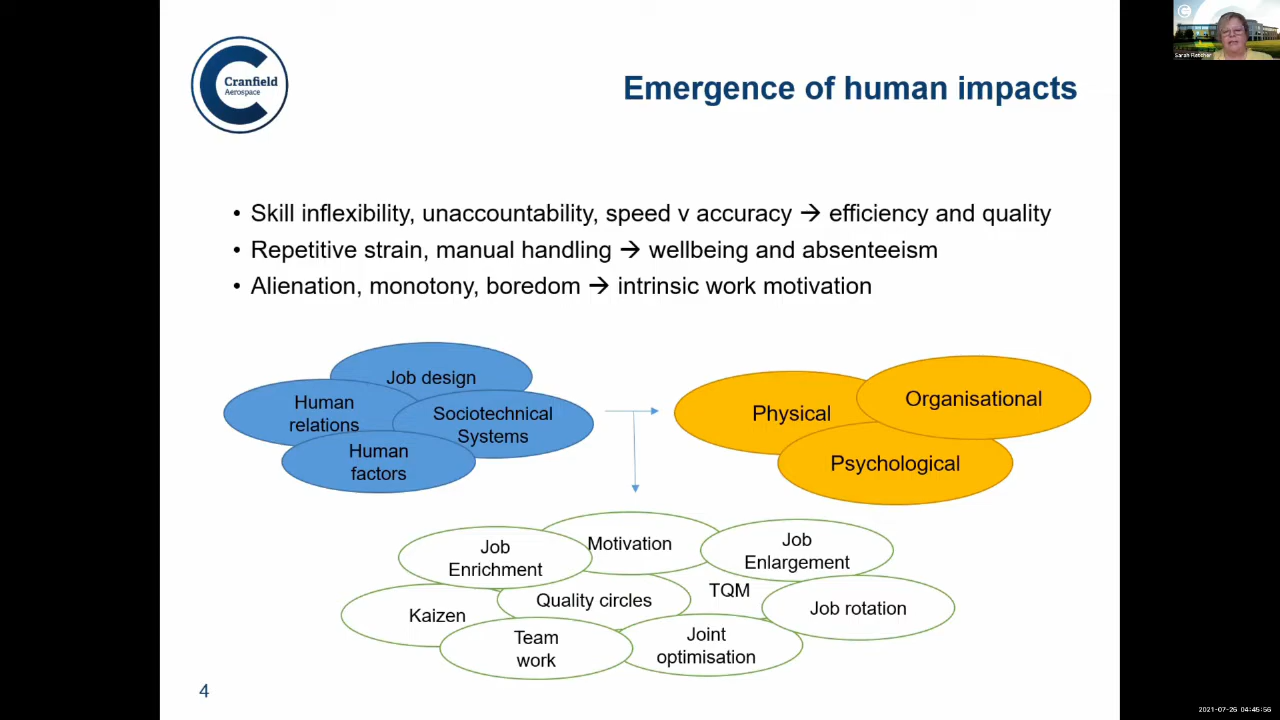 Cranfield
Aerospace
Emergence of human impacts
Sarah Fletcher
• Skill inflexibility, unaccountability, speed v accuracy → efficiency and quality
• Repetitive strain, manual handling → wellbeing and absenteeism
• Alienation, monotony, boredom → intrinsic work motivation
Job design
Human
relations
Sociotechnical
Systems
Human
factors
Physical
Organisational
Psychological
Job
Enrichment
Motivation
Job
Enlargement
Kaizen
Quality circles
TQM
Job rotation
Team
work
Joint
optimisation
4
2021-07-26 04:45:56